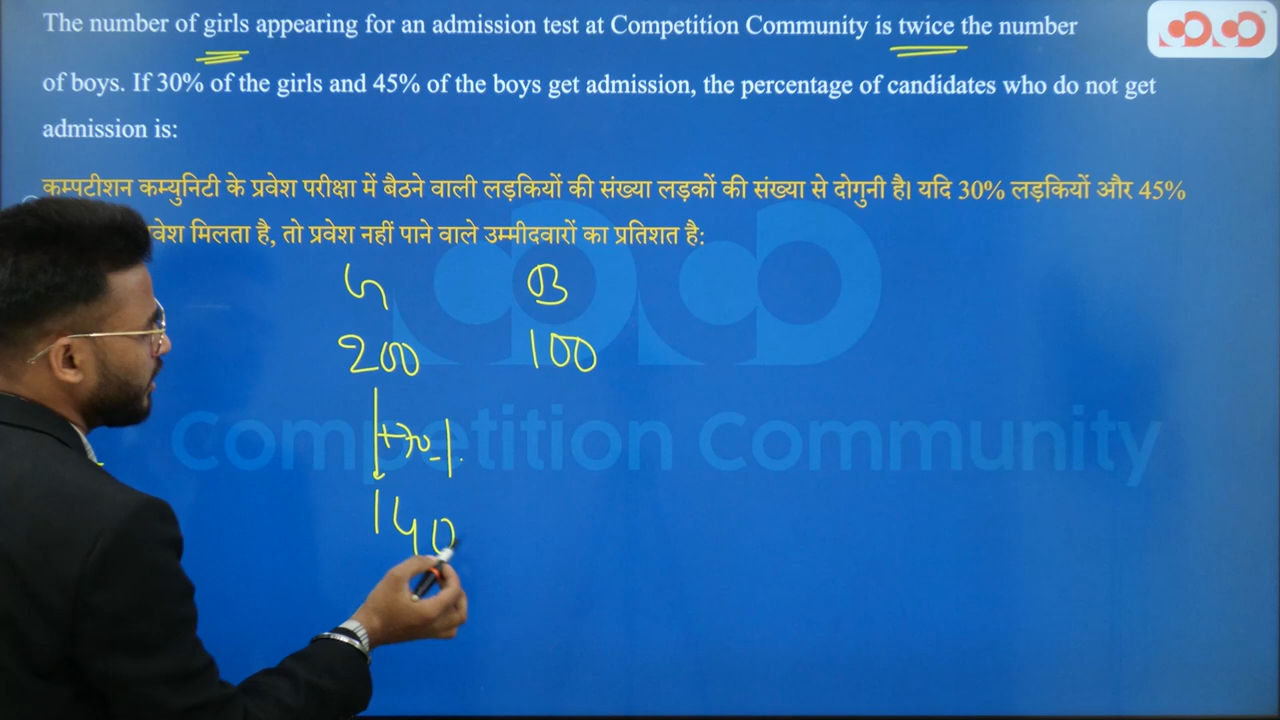 The number of girls appearing for an admission test at Competition Community is twice the number
of boys. If 30% of the girls and 45% of the boys get admission, the percentage of candidates who do not get
admission is:
कम्पटीशन कम्युनिटी के प्रवेश परीक्षा में बैठने वाली लड़कियों की संख्या लड़कों की संख्या से दोगुनी है। यदि 30% लड़कियों और 45%
वेश मिलता है, तो प्रवेश नहीं पाने वाले उम्मीदवारों का प्रतिशत है:
G B
200 100
70%
140
Competition Community